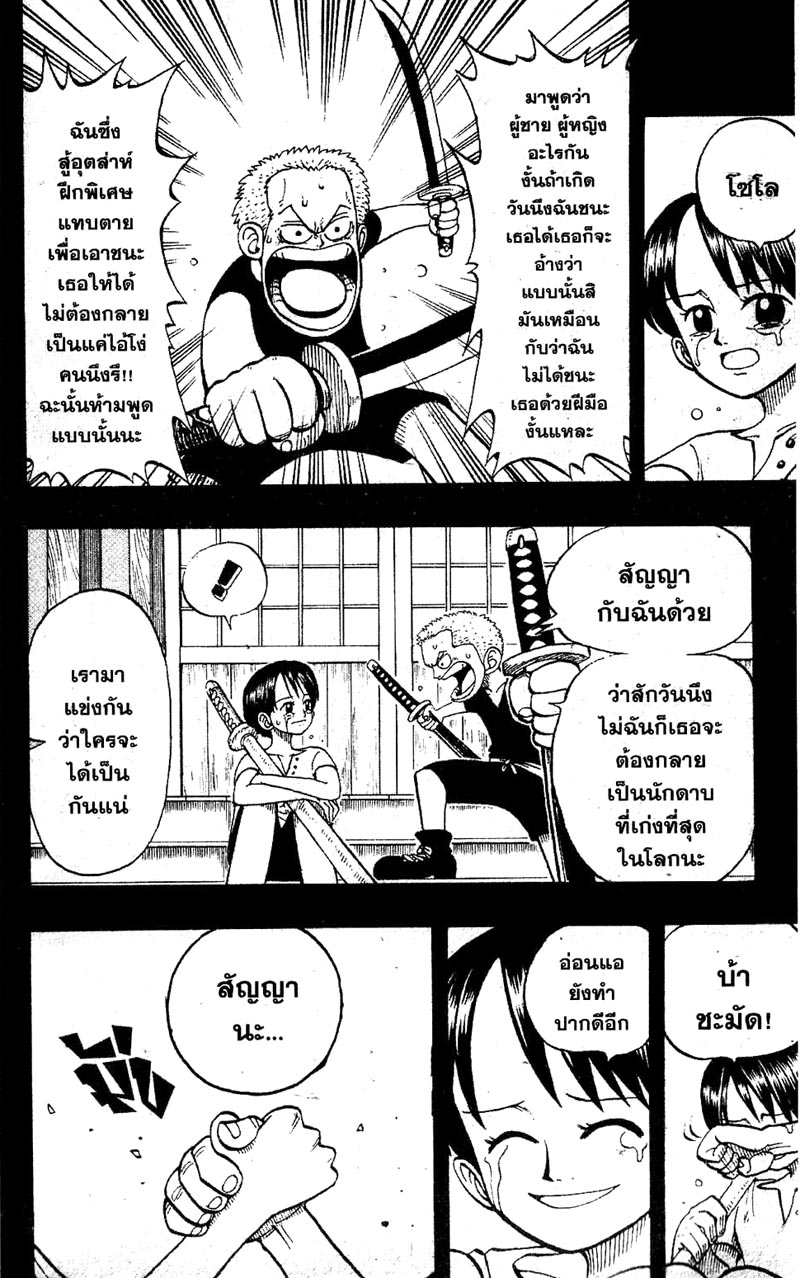 โซโล
มาพูดว่า
ผู้ชาย ผู้หญิง
อะไรกัน
งั้นถ้าเกิด
วันนึงฉันชนะ
เธอได้เธอก็จะ
อ้างว่า
แบบนั้นสิ
มันเหมือน
กับว่าฉัน
ไม่ได้ชนะ
เธอด้วยฝีมือ
งั้นแหละ
ฉันซึ่ง
สู้อุตส่าห์
ฝึกพิเศษ
แทบตาย
เพื่อเอาชนะ
เธอให้ได้
ไม่ต้องกลาย
เป็นแค่ไอ้โง่
คนนึงรึ!!
ฉะนั้นห้ามพูด
แบบนั้นนะ
สัญญา
กับฉันด้วย
ว่าสักวันนึง
ไม่ฉันก็เธอจะ
ต้องกลาย
เป็นนักดาบ
ที่เก่งที่สุด
ในโลกนะ
!!
เรามา
แข่งกัน
ว่าใครจะ
ได้เป็น
กันแน่
บ้า
ชะมัด!
อ่อนแอ
ยังทำ
ปากดีอีก
สัญญา
นะ...